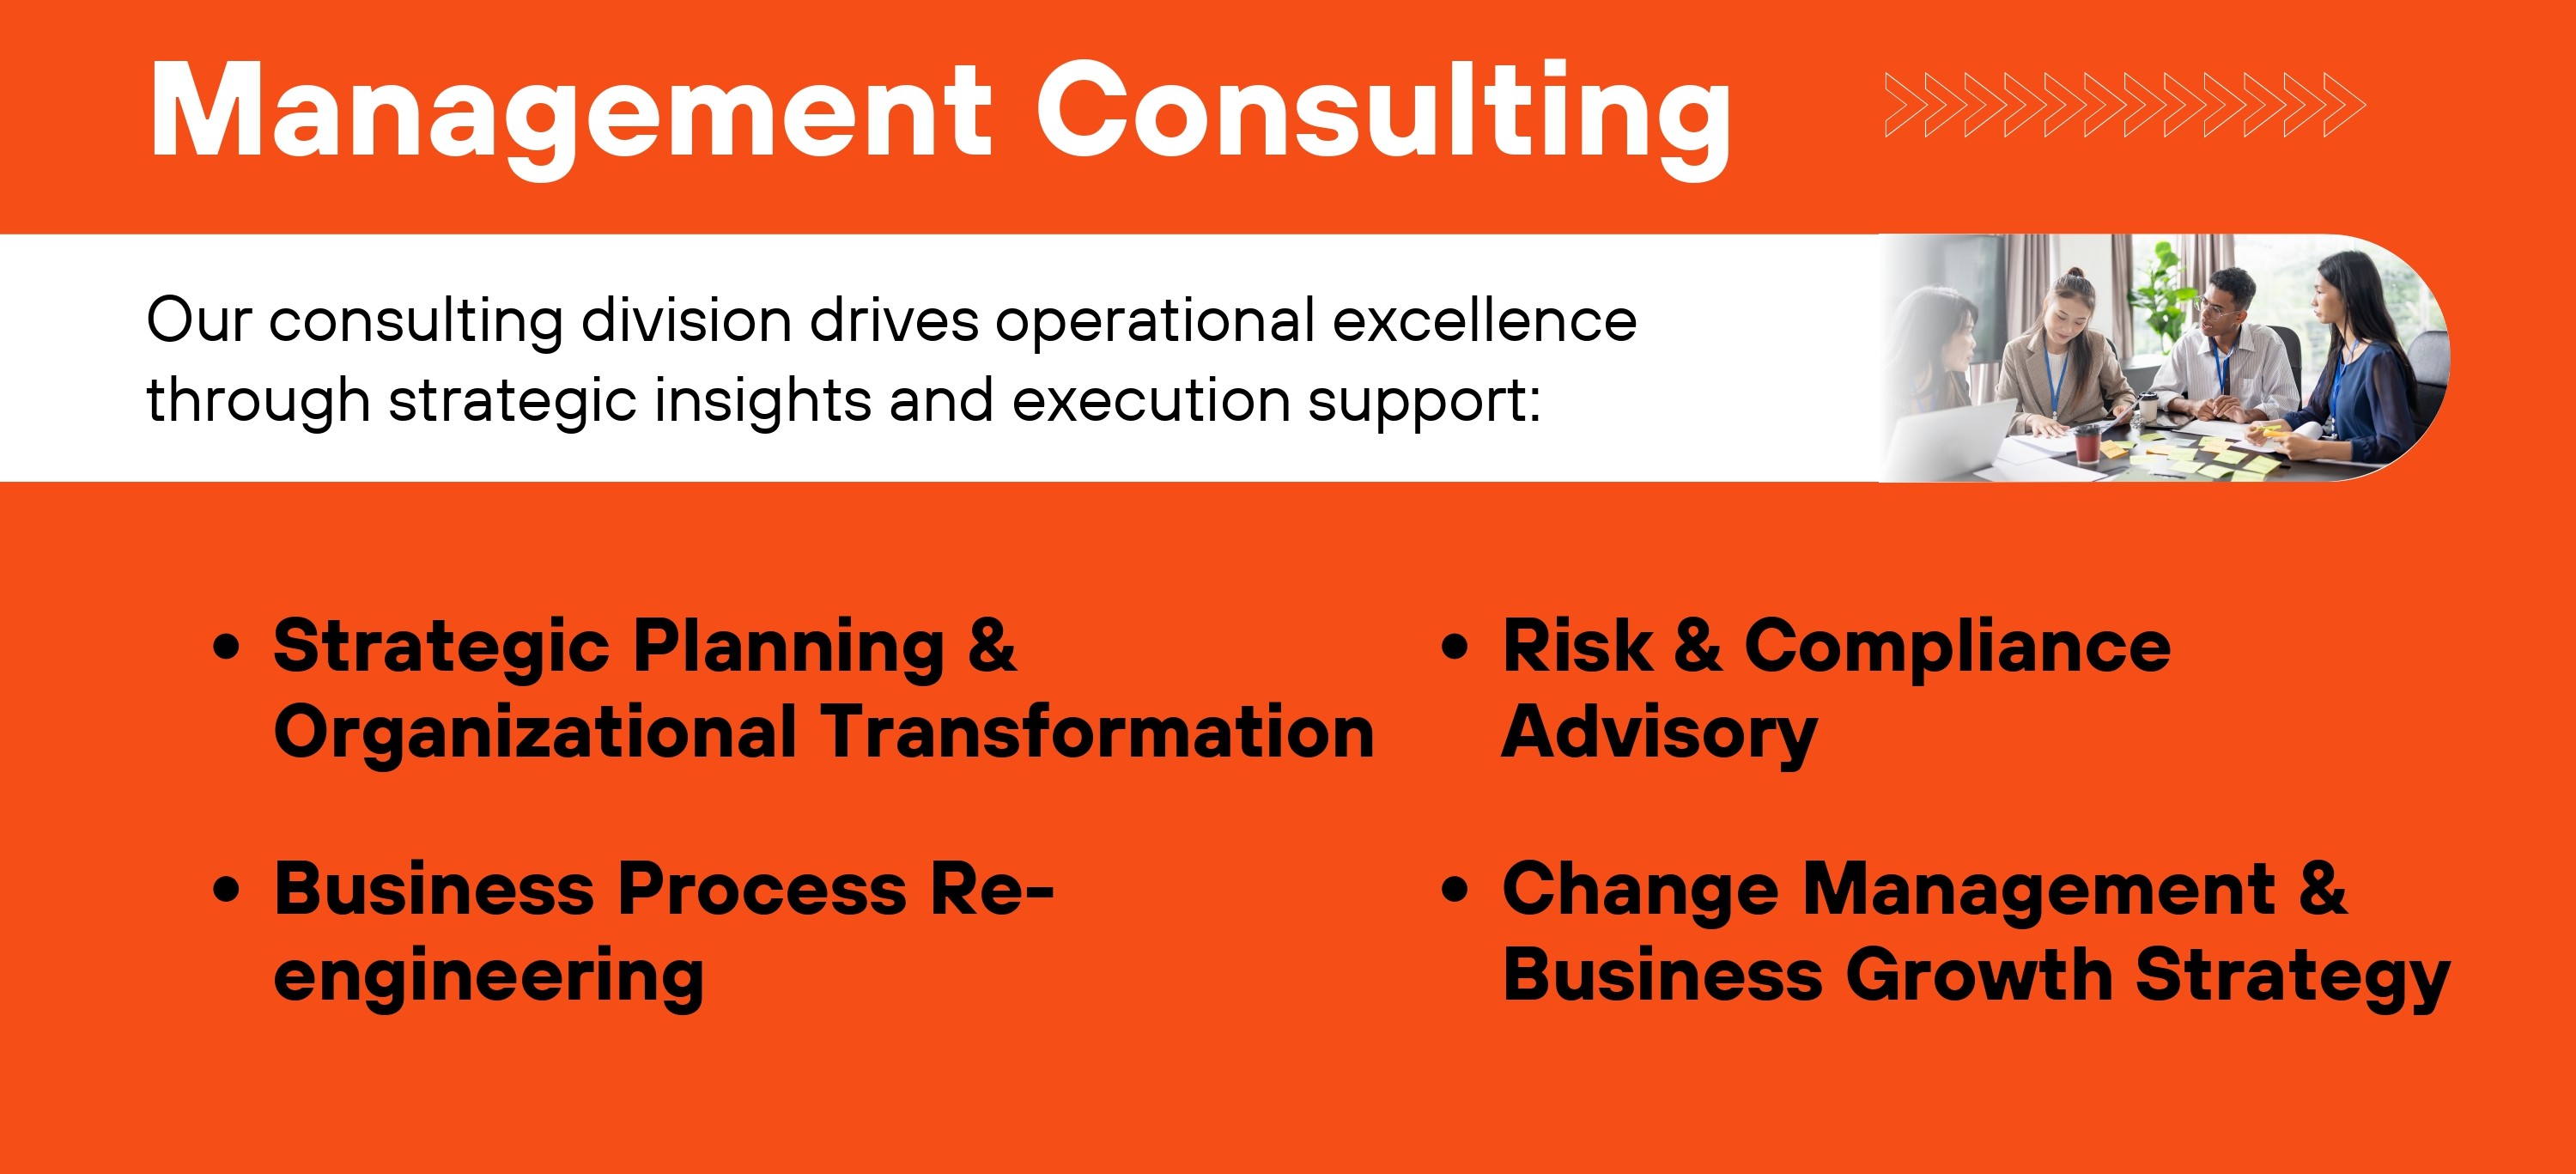 Management Consulting
Our consulting division drives operational excellence
through strategic insights and execution support:
• Strategic Planning &
Organizational Transformation
• Business Process Re-
engineering
• Risk & Compliance
Advisory
• Change Management &
Business Growth Strategy